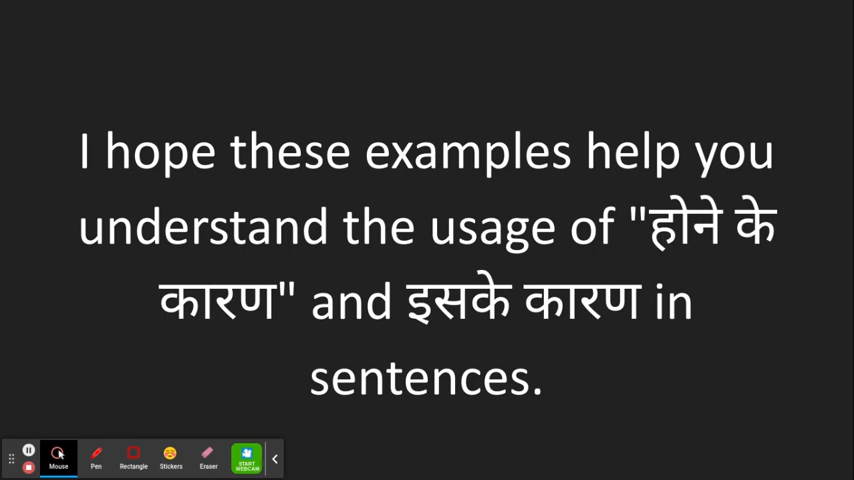 I hope these examples help you
understand the usage of "होने के
कारण" and इसके कारण in
sentences.
Mouse
Pen
Rectangle
Stickers
Eraser
START
WEBCAM